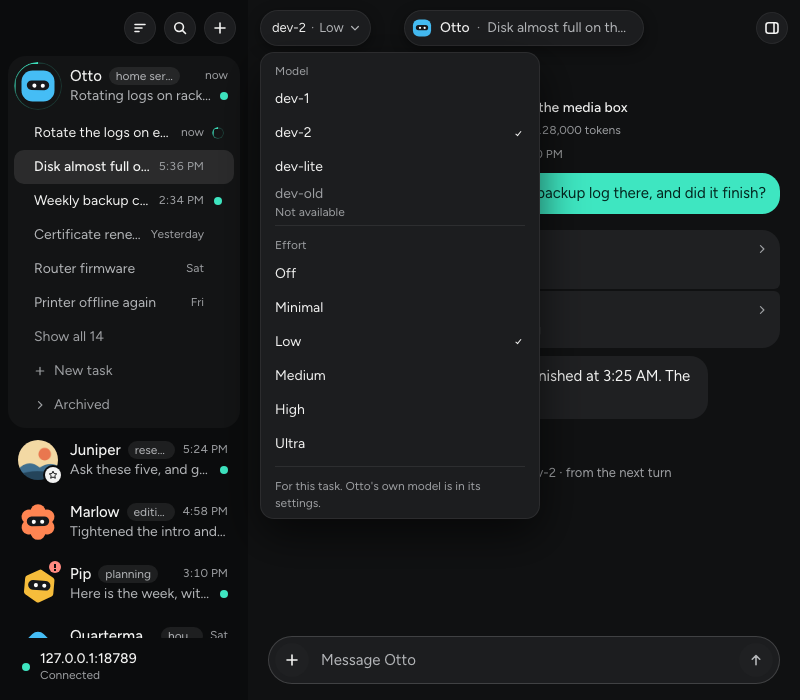 Otto home ser... now
Rotating logs on rack...
Rotate the logs on e... now
Disk almost full o... 5:36 PM
Weekly backup c... 2:34 PM
Certificate rene... Yesterday
Router firmware Sat
Printer offline again Fri
Show all 14
New task
Archived
Juniper rese... 5:24 PM
Ask these five, and g...
Marlow editi... 4:58 PM
Tightened the intro and...
Pip planning 3:10 PM
Here is the week, wit...
Quarterma hou... Sat
127.0.0.1:18789
Connected
dev-2 · Low
Otto · Disk almost full on th...
Model
dev-1
dev-2
dev-lite
dev-old
Not available
Effort
Off
Minimal
Low
Medium
High
Ultra
For this task. Otto's own model is in its
settings.
the media box
28,000 tokens
PM
backup log there, and did it finish?
at 3:25 AM. The
· from the next turn
Message Otto